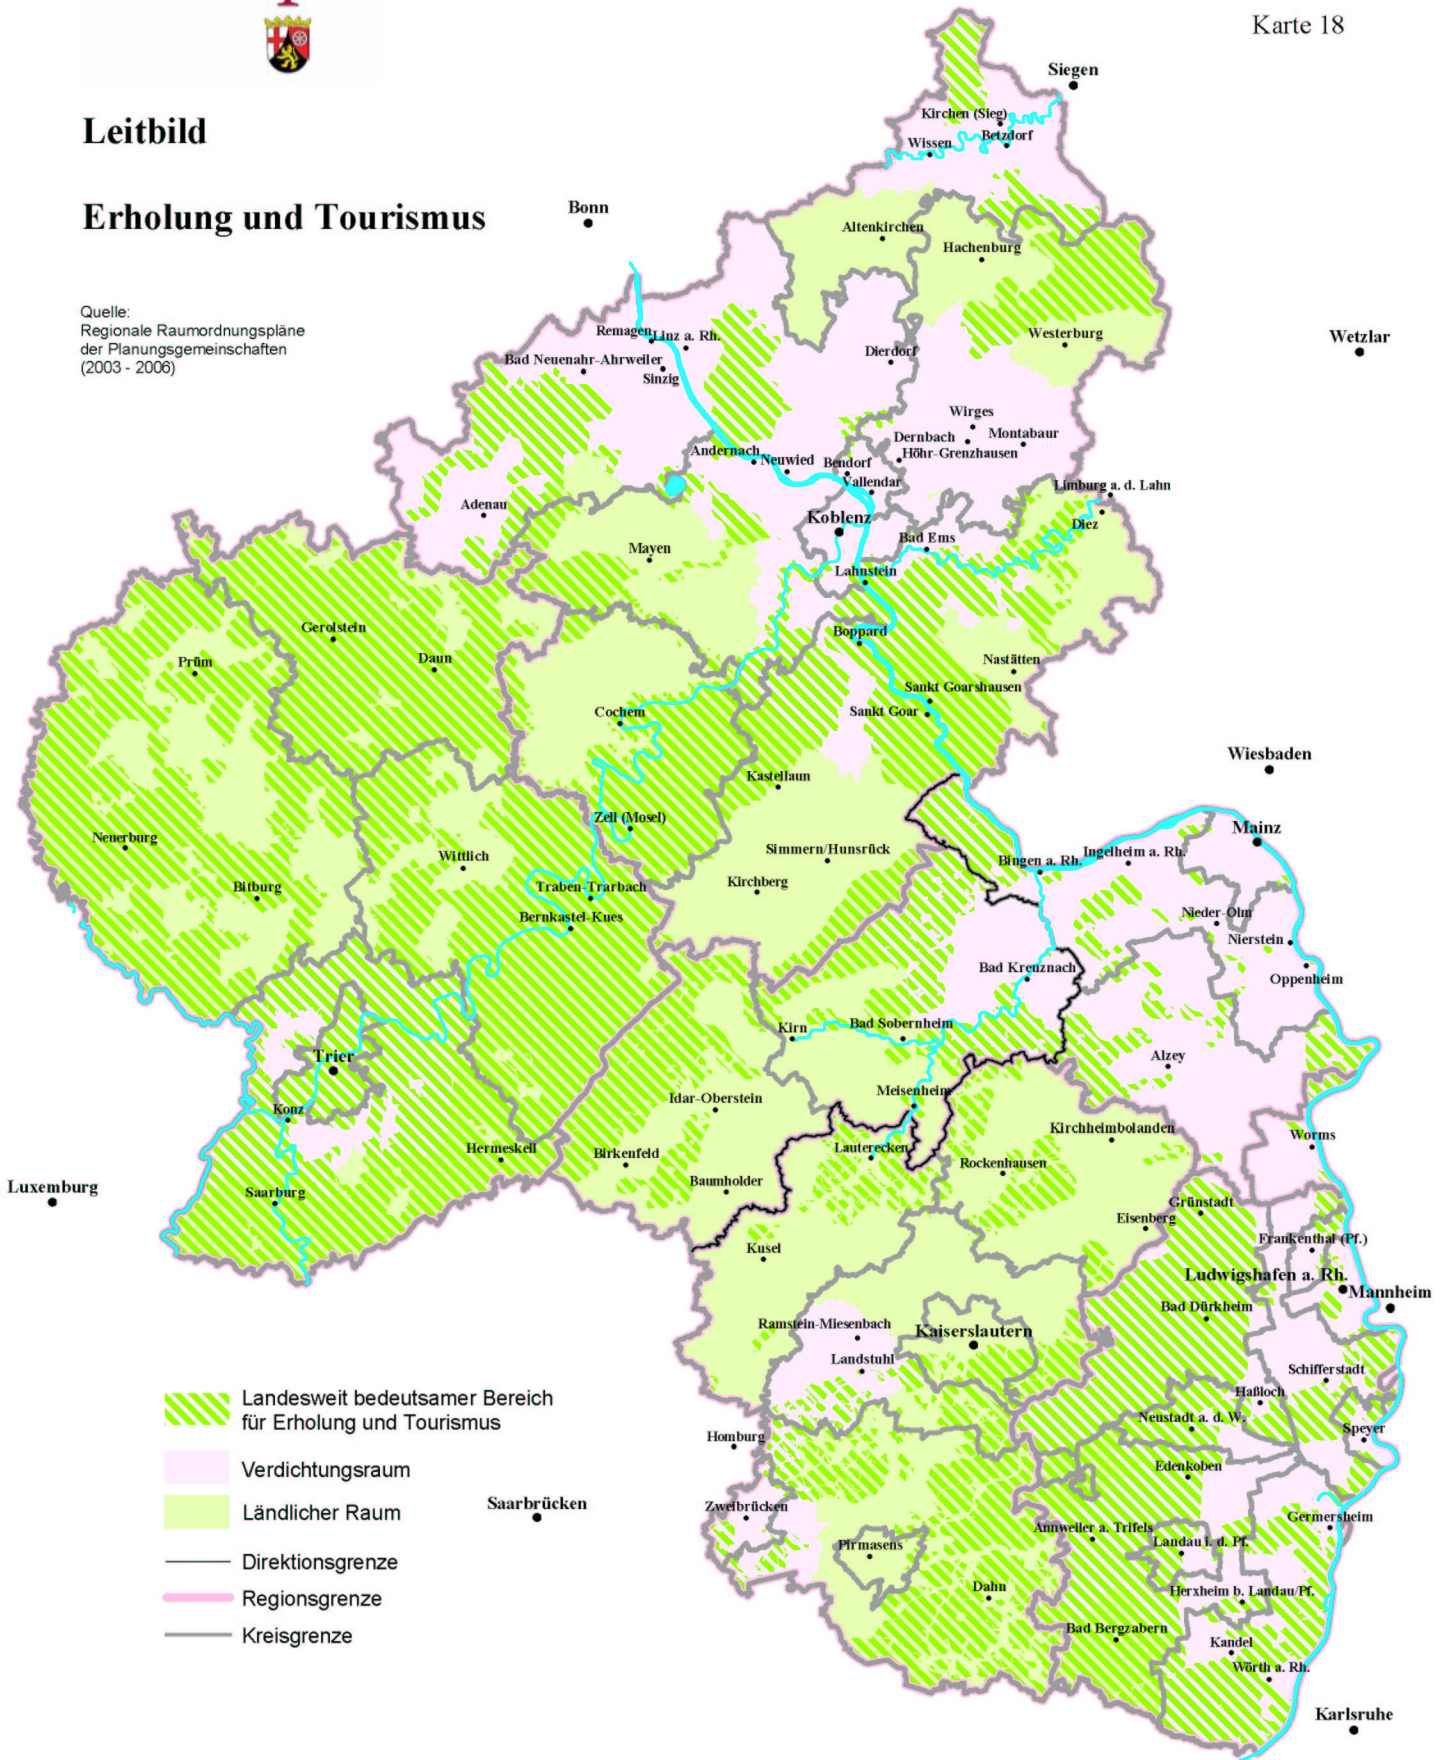 Karte 18
Leitbild
Erholung und Tourismus
Quelle:
Regionale Raumordnungspläne
der Planungsgemeinschaften
(2003 - 2006)
Siegen
Kirchen (Sieg)
Betzdorf
Wissen
Bonn
Altenkirchen
Hachenburg
Remagen
Linz a. Rh.
Westerburg
Wetzlar
Dierdorf
Bad Neuenahr-Ahrweiler
Sinzig
Wirges
Dernbach
Montabaur
Höhr-Grenzhausen
Andernach
Neuwied
Bendorf
Vallendar
Limburg a. d. Lahn
Adenau
Koblenz
Diez
Bad Ems
Mayen
Lahnstein
Gerolstein
Boppard
Prüm
Daun
Nastätten
Sankt Goarshausen
Cochem
Sankt Goar
Wiesbaden
Kastellaun
Zell (Mosel)
Mainz
Neuerburg
Simmern/Hunsrück
Bingen a. Rh.
Ingelheim a. Rh.
Wittlich
Bitburg
Traben-Trarbach
Kirchberg
Bernkastel-Kues
Nieder-Olm
Nierstein
Bad Kreuznach
Oppenheim
Kirn
Bad Sobernheim
Trier
Alzey
Meisenheim
Idar-Oberstein
Konz
Kirchheimbolanden
Worms
Hermeskeil
Birkenfeld
Lauterecken
Rockenhausen
Luxemburg
Saarburg
Baumholder
Grünstadt
Eisenberg
Kusel
Frankenthal (Pf.)
Ludwigshafen a. Rh.
Mannheim
Bad Dürkheim
Ramstein-Miesenbach
Kaiserslautern
Landstuhl
Schifferstadt
Haßloch
Neustadt a. d. W.
Speyer
Homburg
Edenkoben
Saarbrücken
Zweibrücken
Germersheim
Annweiler a. Trifels
Landau i. d. Pf.
Pirmasens
Dahn
Herxheim b. Landau/Pf.
Bad Bergzabern
Kandel
Wörth a. Rh.
Karlsruhe
Landesweit bedeutsamer Bereich
für Erholung und Tourismus
Verdichtungsraum
Ländlicher Raum
Direktionsgrenze
Regionsgrenze
Kreisgrenze